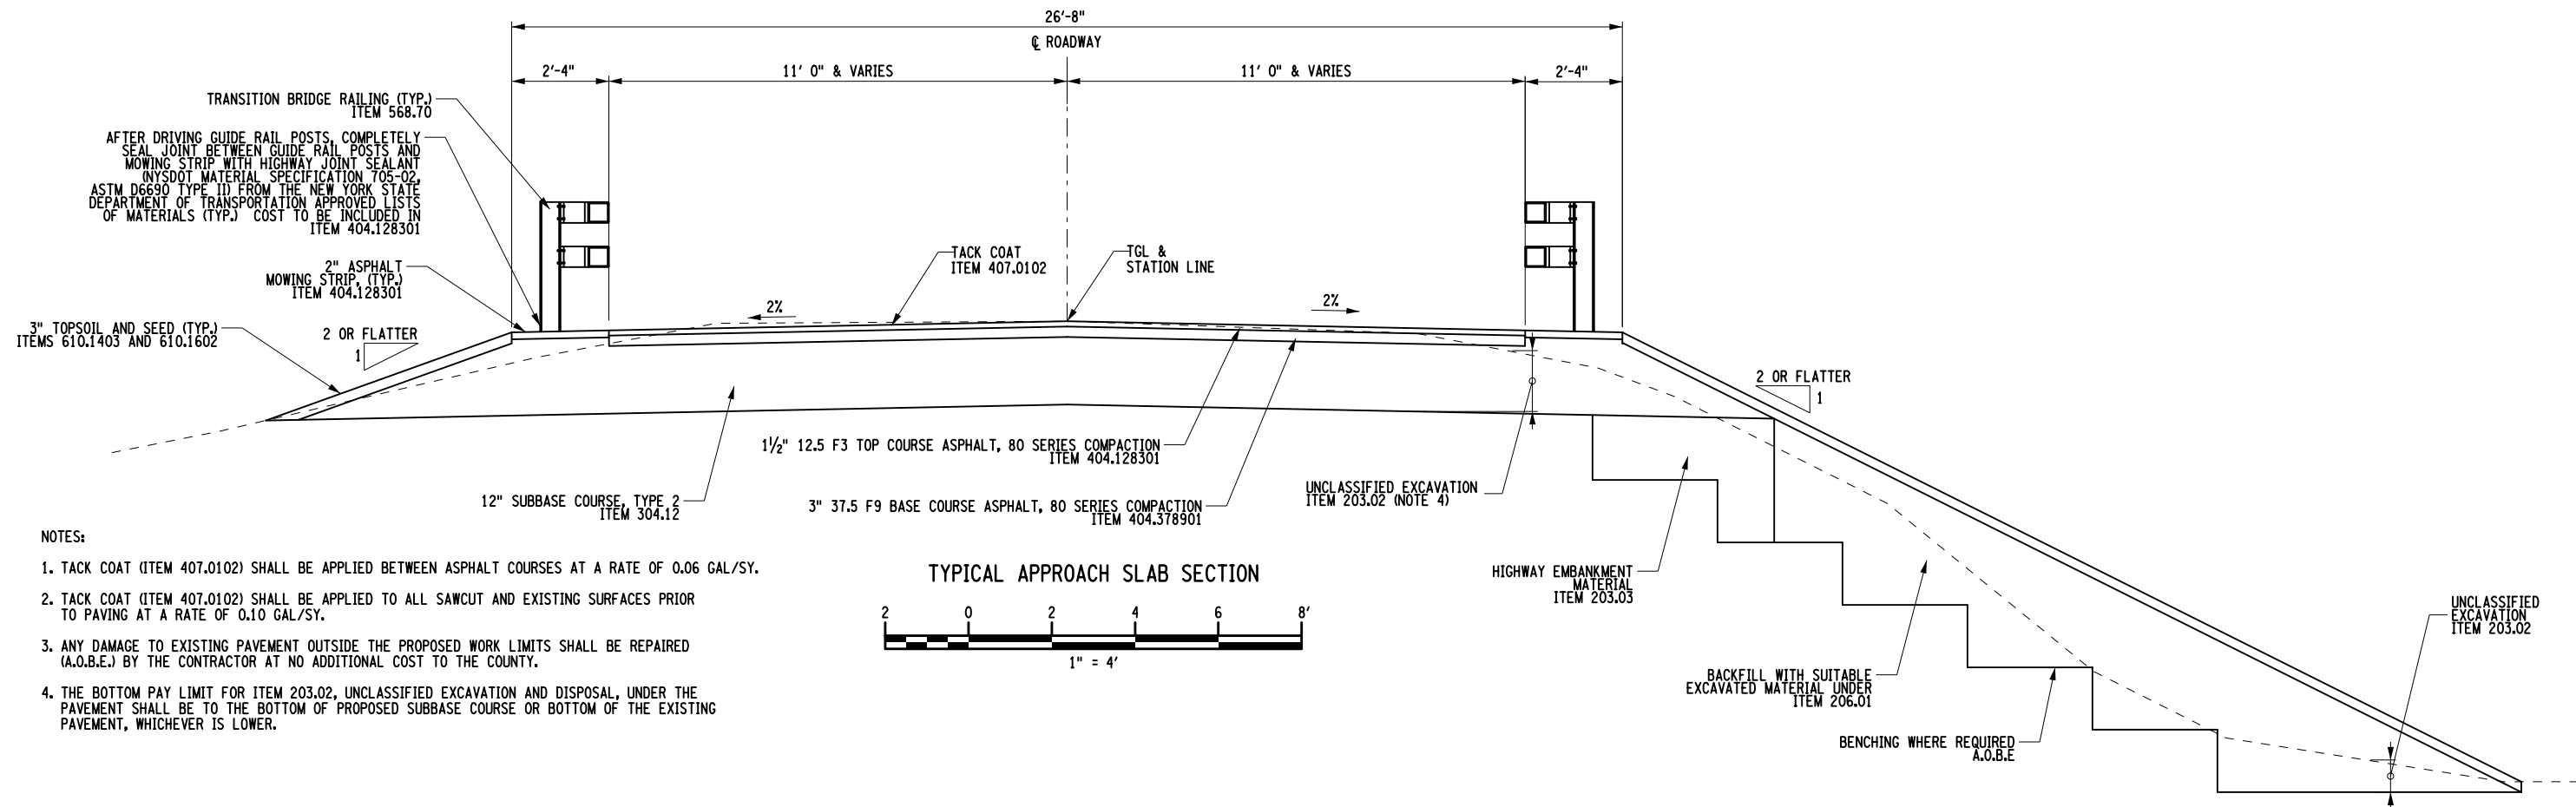 26'-8"
℄ ROADWAY
2'-4"
11' 0" & VARIES
11' 0" & VARIES
2'-4"
TRANSITION BRIDGE RAILING (TYP.)
ITEM 568.70
AFTER DRIVING GUIDE RAIL POSTS, COMPLETELY
SEAL JOINT BETWEEN GUIDE RAIL POSTS AND
MOWING STRIP WITH HIGHWAY JOINT SEALANT
(NYSDOT MATERIAL SPECIFICATION 705-02,
ASTM D6690 TYPE II) FROM THE NEW YORK STATE
DEPARTMENT OF TRANSPORTATION APPROVED LISTS
OF MATERIALS (TYP.) COST TO BE INCLUDED IN
ITEM 404.128301
2" ASPHALT
MOWING STRIP, (TYP.)
ITEM 404.128301
3" TOPSOIL AND SEED (TYP.)
ITEMS 610.1403 AND 610.1602
2 OR FLATTER
1
TACK COAT
ITEM 407.0102
TGL &
STATION LINE
2%
2%
2 OR FLATTER
1
1½" 12.5 F3 TOP COURSE ASPHALT, 80 SERIES COMPACTION
ITEM 404.128301
12" SUBBASE COURSE, TYPE 2
ITEM 304.12
3" 37.5 F9 BASE COURSE ASPHALT, 80 SERIES COMPACTION
ITEM 404.378901
UNCLASSIFIED EXCAVATION
ITEM 203.02 (NOTE 4)
HIGHWAY EMBANKMENT
MATERIAL
ITEM 203.03
BACKFILL WITH SUITABLE
EXCAVATED MATERIAL UNDER
ITEM 206.01
BENCHING WHERE REQUIRED
A.O.B.E
UNCLASSIFIED
EXCAVATION
ITEM 203.02
NOTES:
1. TACK COAT (ITEM 407.0102) SHALL BE APPLIED BETWEEN ASPHALT COURSES AT A RATE OF 0.06 GAL/SY.
2. TACK COAT (ITEM 407.0102) SHALL BE APPLIED TO ALL SAWCUT AND EXISTING SURFACES PRIOR
TO PAVING AT A RATE OF 0.10 GAL/SY.
3. ANY DAMAGE TO EXISTING PAVEMENT OUTSIDE THE PROPOSED WORK LIMITS SHALL BE REPAIRED
(A.O.B.E.) BY THE CONTRACTOR AT NO ADDITIONAL COST TO THE COUNTY.
4. THE BOTTOM PAY LIMIT FOR ITEM 203.02, UNCLASSIFIED EXCAVATION AND DISPOSAL, UNDER THE
PAVEMENT SHALL BE TO THE BOTTOM OF PROPOSED SUBBASE COURSE OR BOTTOM OF THE EXISTING
PAVEMENT, WHICHEVER IS LOWER.
TYPICAL APPROACH SLAB SECTION
2 0 2 4 6 8'
1" = 4'